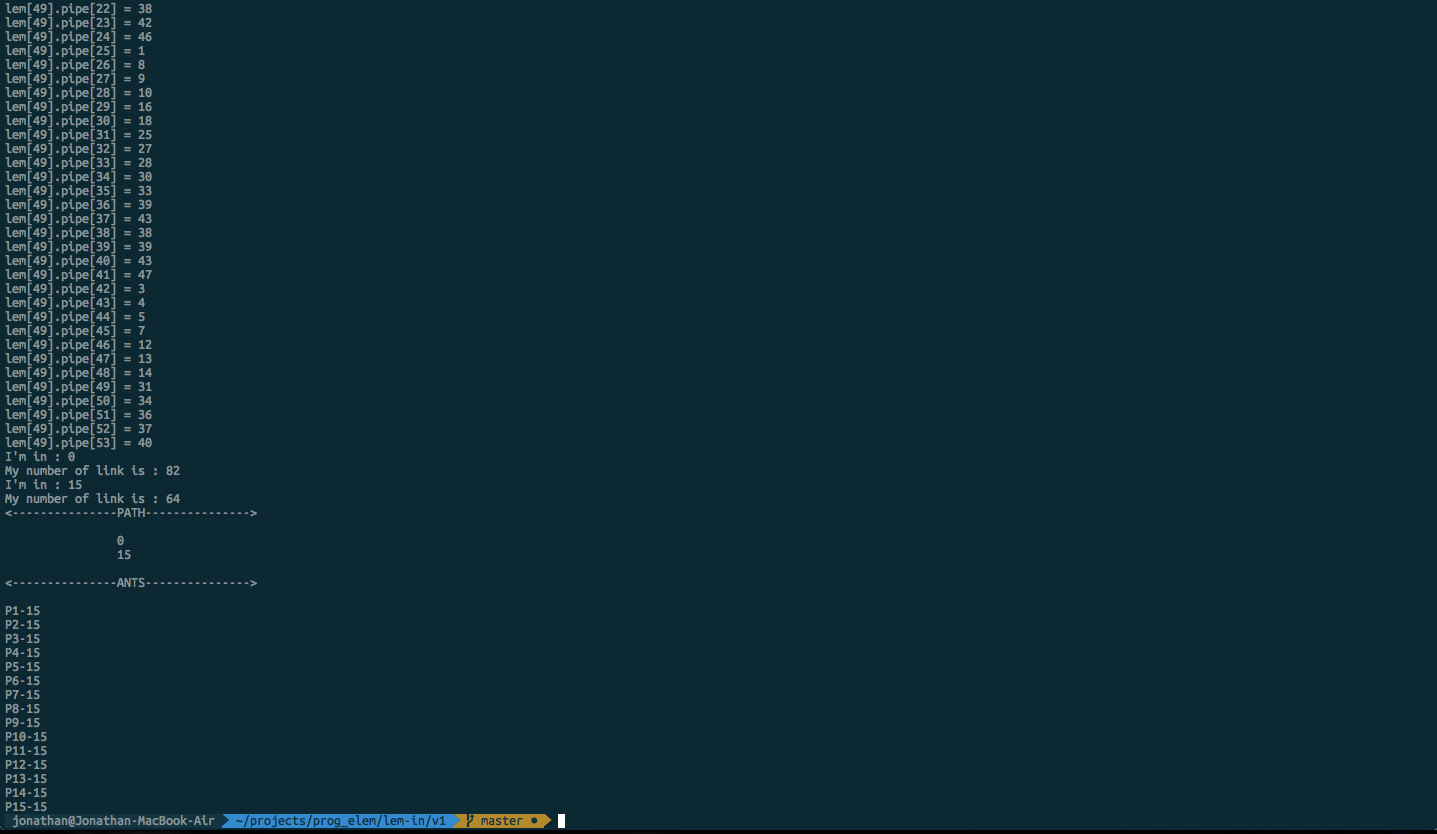 lem[49].pipe[22] = 38
lem[49].pipe[23] = 42
lem[49].pipe[24] = 46
lem[49].pipe[25] = 1
lem[49].pipe[26] = 8
lem[49].pipe[27] = 9
lem[49].pipe[28] = 10
lem[49].pipe[29] = 16
lem[49].pipe[30] = 18
lem[49].pipe[31] = 25
lem[49].pipe[32] = 27
lem[49].pipe[33] = 28
lem[49].pipe[34] = 30
lem[49].pipe[35] = 33
lem[49].pipe[36] = 39
lem[49].pipe[37] = 43
lem[49].pipe[38] = 38
lem[49].pipe[39] = 39
lem[49].pipe[40] = 43
lem[49].pipe[41] = 47
lem[49].pipe[42] = 3
lem[49].pipe[43] = 4
lem[49].pipe[44] = 5
lem[49].pipe[45] = 7
lem[49].pipe[46] = 12
lem[49].pipe[47] = 13
lem[49].pipe[48] = 14
lem[49].pipe[49] = 31
lem[49].pipe[50] = 34
lem[49].pipe[51] = 36
lem[49].pipe[52] = 37
lem[49].pipe[53] = 40
I'm in : 0
My number of link is : 82
I'm in : 15
My number of link is : 64
<---------------PATH--------------->
0
15
<---------------ANTS--------------->
P1-15
P2-15
P3-15
P4-15
P5-15
P6-15
P7-15
P8-15
P9-15
P10-15
P11-15
P12-15
P13-15
P14-15
P15-15
jonathan@Jonathan-MacBook-Air ~/projects/prog_elem/lem-in/v1 master ●